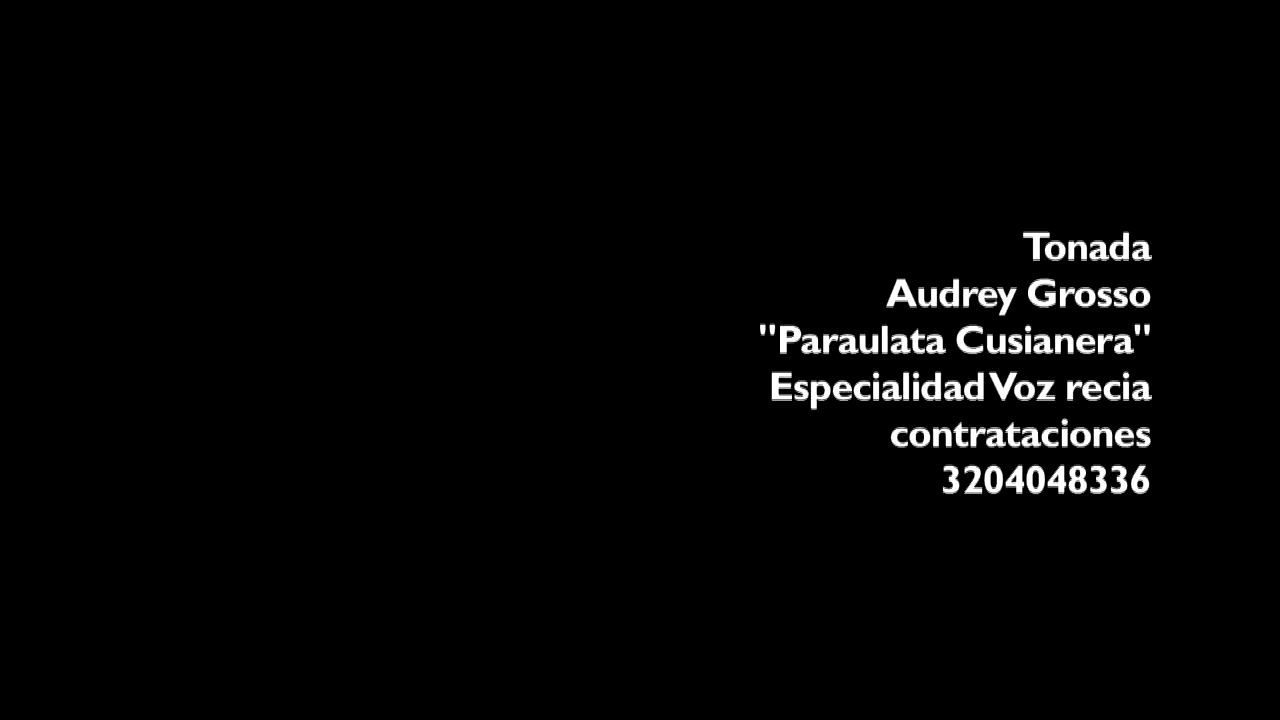 Tonada
Audrey Grosso
"Paraulata Cusianera"
Especialidad Voz recia
contrataciones
3204048336